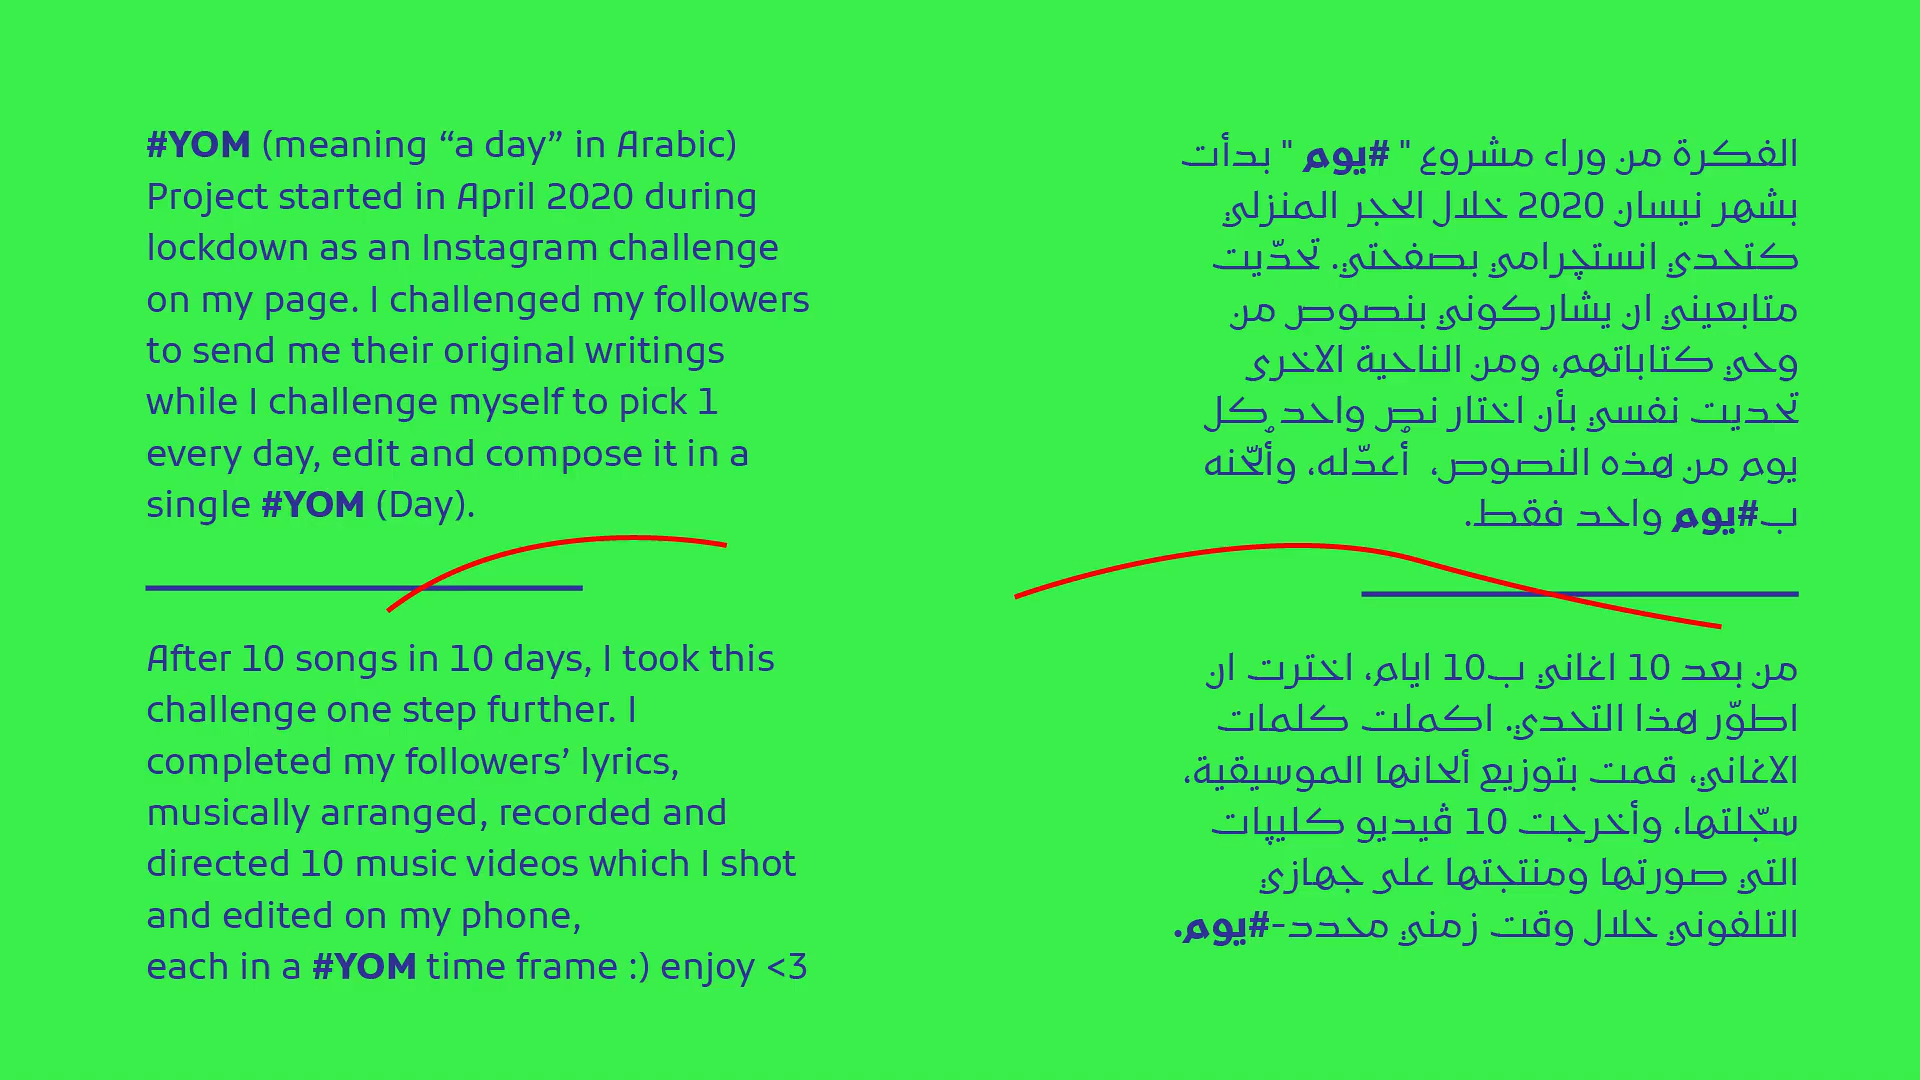 #YOM (meaning “a day” in Arabic)
Project started in April 2020 during
lockdown as an Instagram challenge
on my page. I challenged my followers
to send me their original writings
while I challenge myself to pick 1
every day, edit and compose it in a
single #YOM (Day).
After 10 songs in 10 days, I took this
challenge one step further. I
completed my followers’ lyrics,
musically arranged, recorded and
directed 10 music videos which I shot
and edited on my phone,
each in a #YOM time frame :) enjoy <3
الفكرة من وراء مشروع " #يوم " بدأت
بشهر نيسان 2020 خلال الحجر المنزلي
كتحدي انستچرامي بصفحتي. تحدّيت
متابعيني ان يشاركوني بنصوص من
وحي كتاباتهم، ومن الناحية الاخرى
تحديت نفسي بأن اختار نصٍ واحد كل
يوم من هذه النصوص، أُعدّله، وأُلحّنه
ب#يوم واحد فقط.
من بعد 10 اغاني ب10 ايام، اخترت ان
اطوّر هذا التحدي. اكملت كلمات
الاغاني، قمت بتوزيع ألحانها الموسيقية،
سجّلتها، وأخرجت 10 ڤيديو كليپات
التي صورتها ومنتجتها على جهازي
التلفوني خلال وقت زمني محدد-#يوم.